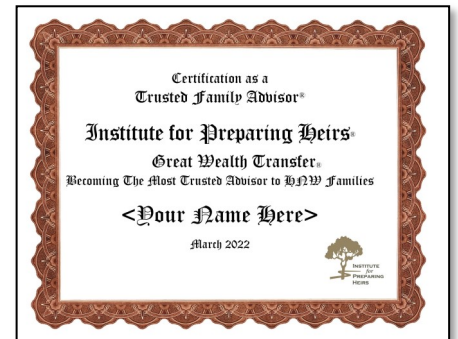 Certification as a
Trusted Family Advisor®
Institute for Preparing Heirs®
Great Wealth Transfer®
Becoming The Most Trusted Advisor to HNW Families
<Your Name Here>
March 2022
INSTITUTE
for
PREPARING
HEIRS